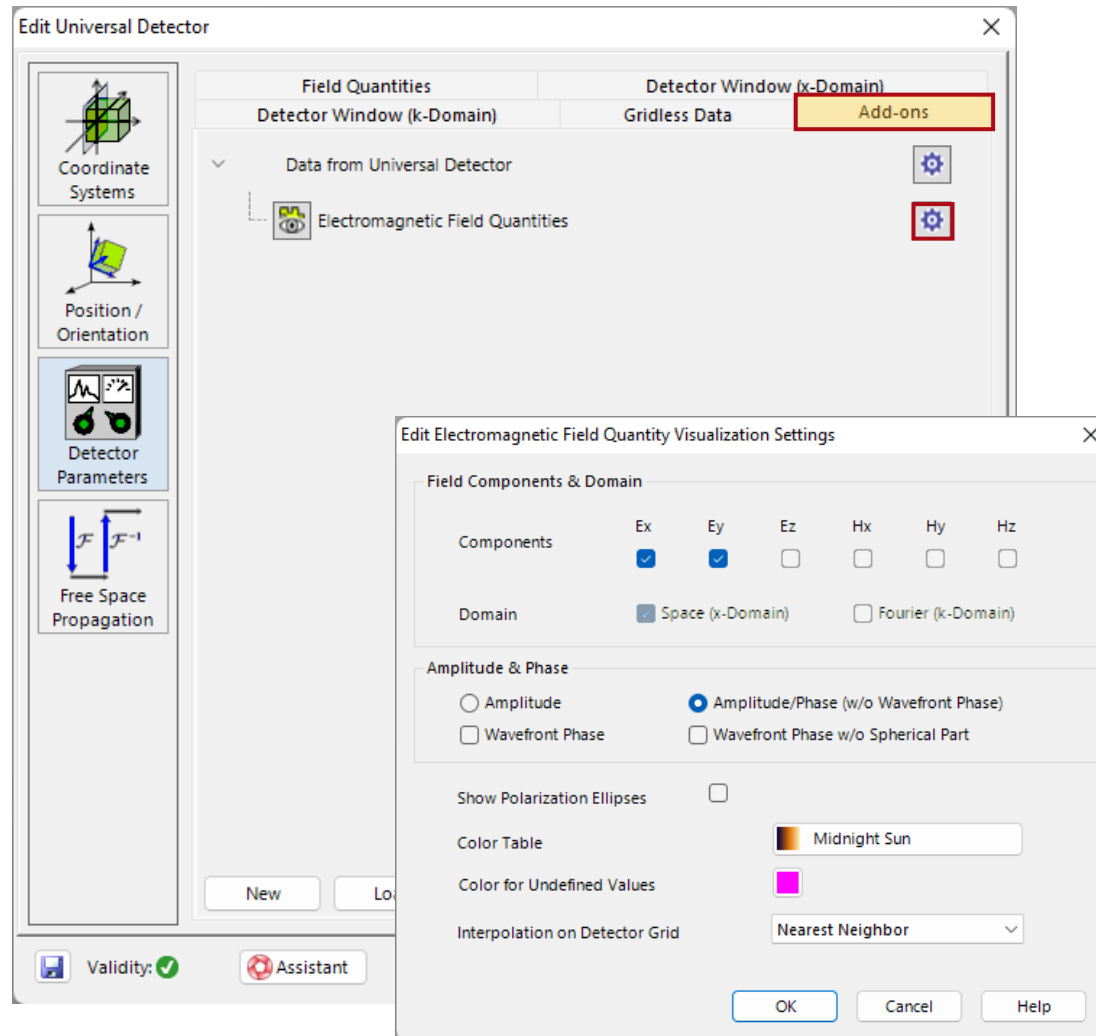 Edit Universal Detector
Field Quantities
Detector Window (x-Domain)
Detector Window (k-Domain)
Gridless Data
Add-ons
Coordinate
Systems
Position /
Orientation
Detector
Parameters
ℱ ℱ⁻¹
Free Space
Propagation
Data from Universal Detector
Electromagnetic Field Quantities
New
Validity:
Assistant
Edit Electromagnetic Field Quantity Visualization Settings
Field Components & Domain
Ex Ey Ez Hx Hy Hz
Components
Domain Space (x-Domain) Fourier (k-Domain)
Amplitude & Phase
Amplitude Amplitude/Phase (w/o Wavefront Phase)
Wavefront Phase Wavefront Phase w/o Spherical Part
Show Polarization Ellipses
Color Table Midnight Sun
Color for Undefined Values
Interpolation on Detector Grid Nearest Neighbor
OK Cancel Help